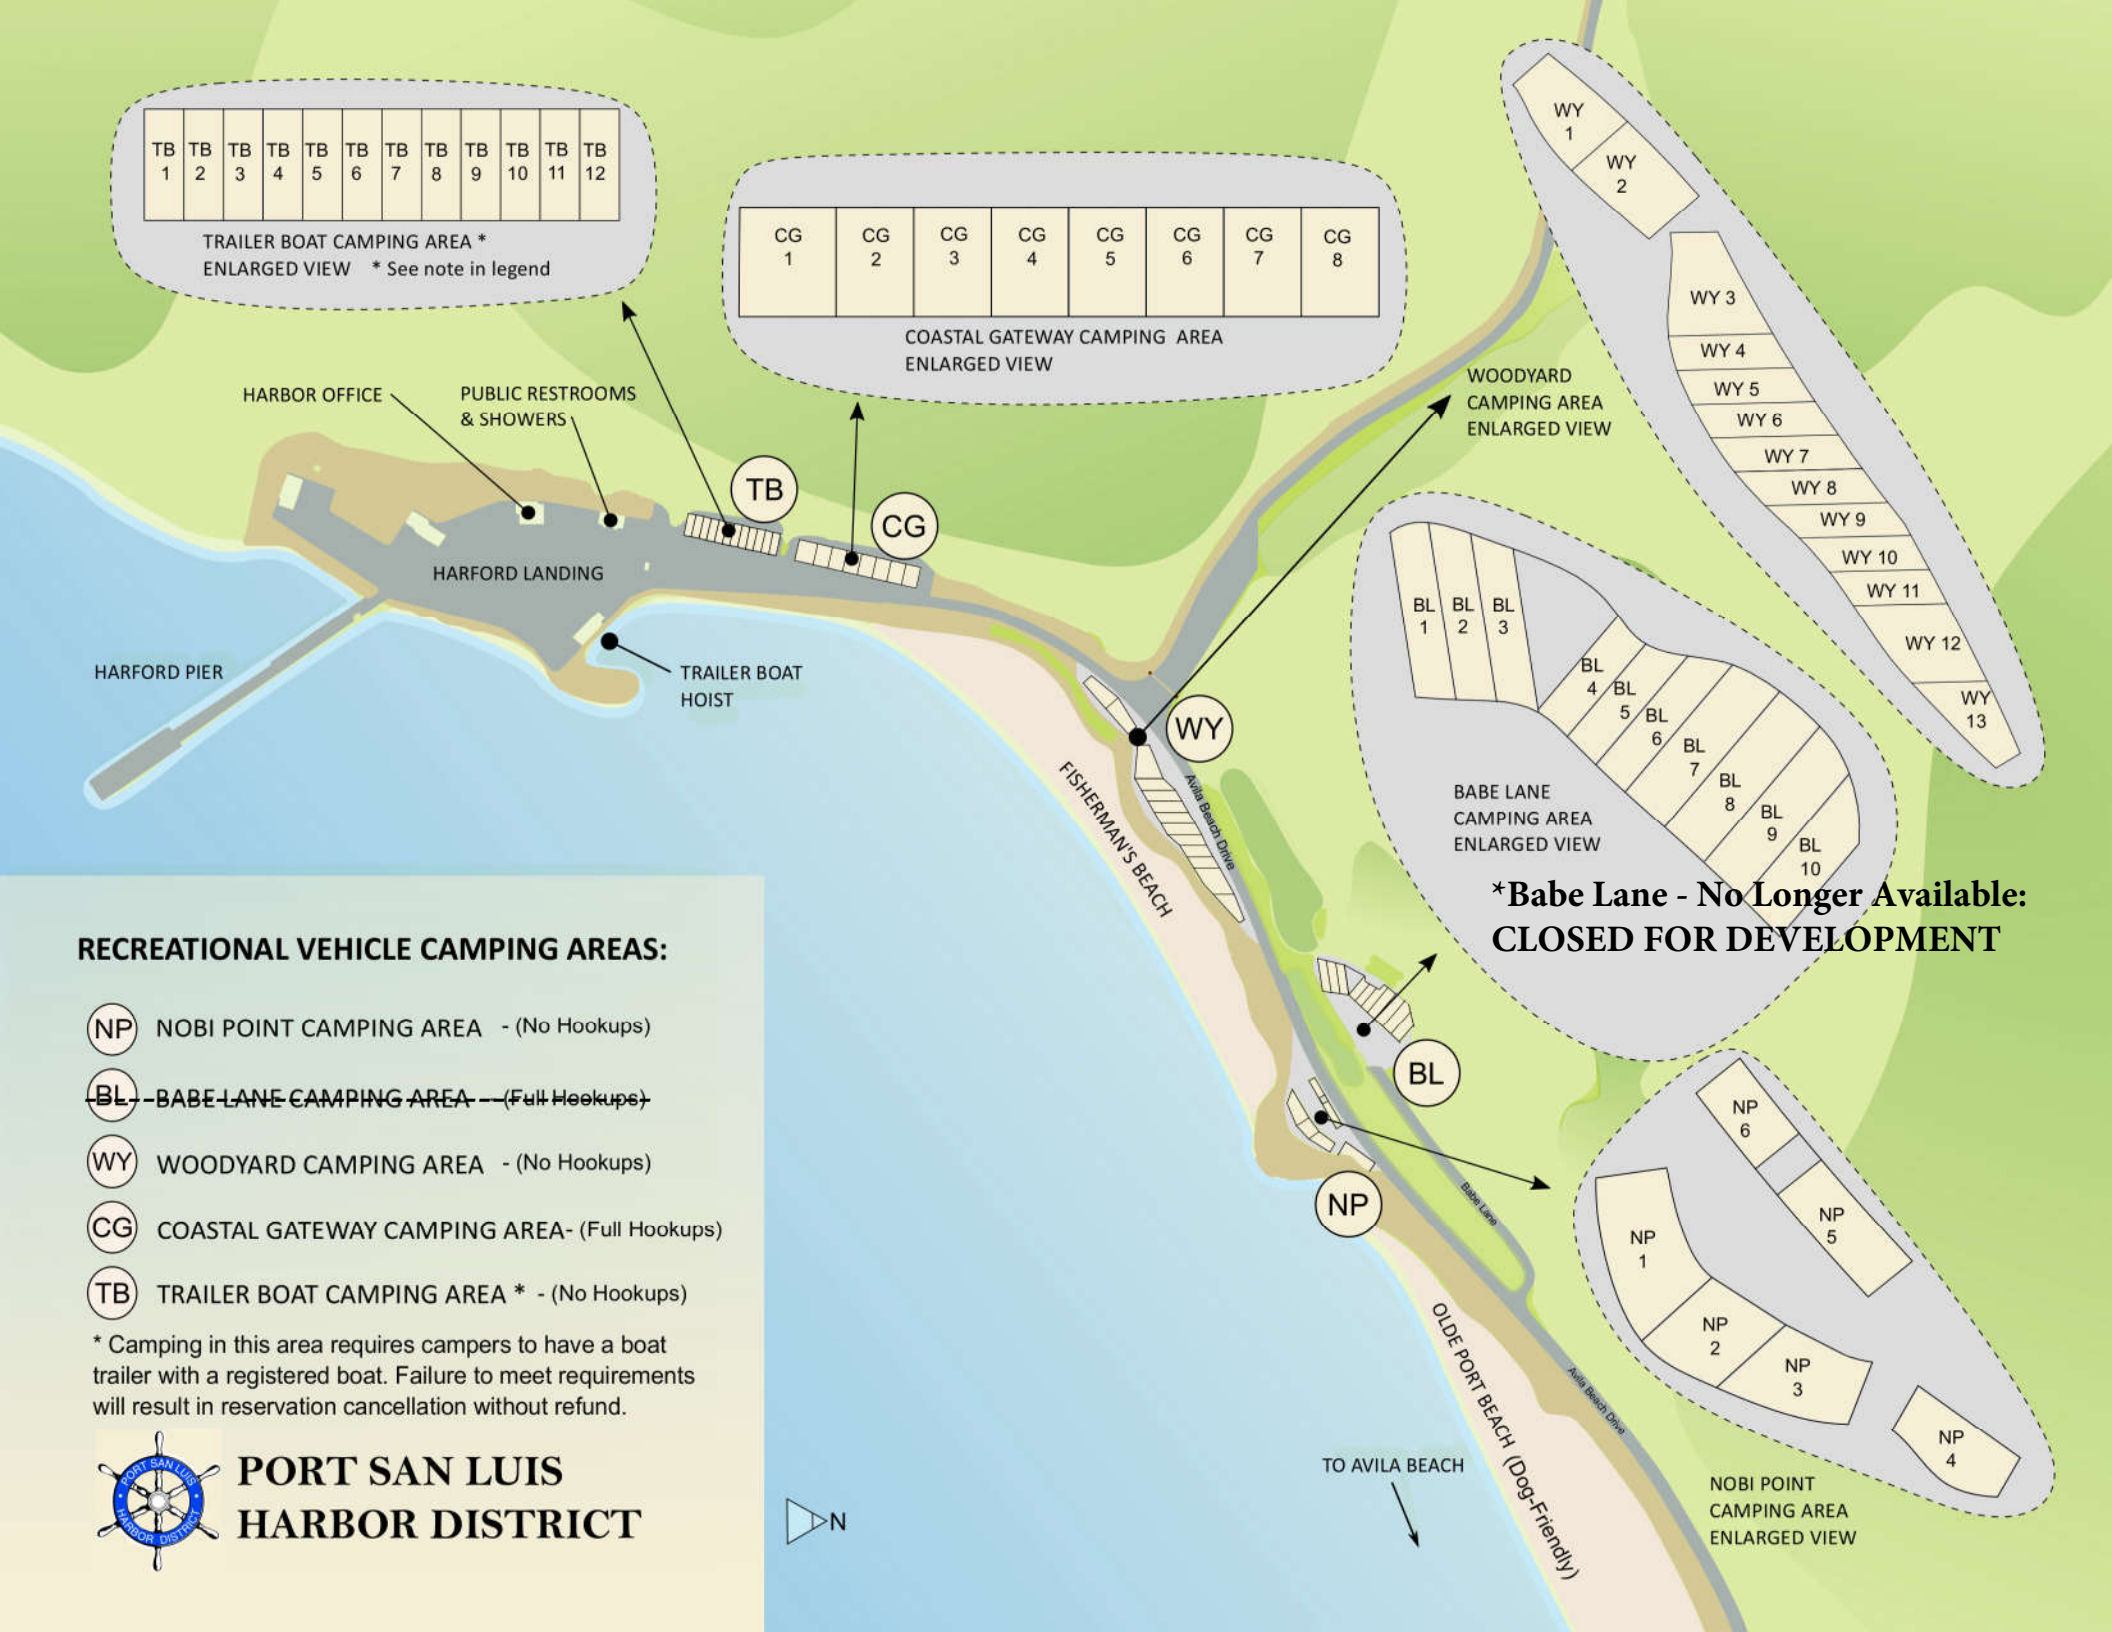 TB 1
TB 2
TB 3
TB 4
TB 5
TB 6
TB 7
TB 8
TB 9
TB 10
TB 11
TB 12
TRAILER BOAT CAMPING AREA *
ENLARGED VIEW * See note in legend
CG 1
CG 2
CG 3
CG 4
CG 5
CG 6
CG 7
CG 8
COASTAL GATEWAY CAMPING AREA
ENLARGED VIEW
WY 1
WY 2
WY 3
WY 4
WY 5
WY 6
WY 7
WY 8
WY 9
WY 10
WY 11
WY 12
WY 13
WOODYARD
CAMPING AREA
ENLARGED VIEW
HARBOR OFFICE
PUBLIC RESTROOMS
& SHOWERS
TB
CG
HARFORD LANDING
HARFORD PIER
TRAILER BOAT
HOIST
WY
Avila Beach Drive
FISHERMAN'S BEACH
BL 1
BL 2
BL 3
BL 4
BL 5
BL 6
BL 7
BL 8
BL 9
BL 10
BABE LANE
CAMPING AREA
ENLARGED VIEW
*Babe Lane - No Longer Available:
CLOSED FOR DEVELOPMENT
BL
NP
Babe Lane
NP 6
NP 5
NP 1
NP 2
NP 3
NP 4
NOBI POINT
CAMPING AREA
ENLARGED VIEW
Avila Beach Drive
OLDE PORT BEACH (Dog-Friendly)
TO AVILA BEACH
N
RECREATIONAL VEHICLE CAMPING AREAS:
NP NOBI POINT CAMPING AREA - (No Hookups)
BL BABE LANE CAMPING AREA - (Full Hookups)
WY WOODYARD CAMPING AREA - (No Hookups)
CG COASTAL GATEWAY CAMPING AREA- (Full Hookups)
TB TRAILER BOAT CAMPING AREA * - (No Hookups)
* Camping in this area requires campers to have a boat
trailer with a registered boat. Failure to meet requirements
will result in reservation cancellation without refund.
PORT SAN LUIS
HARBOR DISTRICT
PORT SAN LUIS
HARBOR DISTRICT